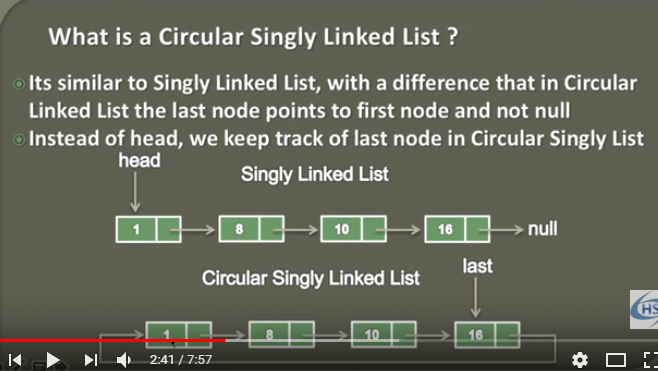 What is a Circular Singly Linked List ?
Its similar to Singly Linked List, with a difference that in Circular
Linked List the last node points to first node and not null
Instead of head, we keep track of last node in Circular Singly List
head
Singly Linked List
1 8 10 16 null
last
Circular Singly Linked List
HS
1 8 10 16
2:41 / 7:57